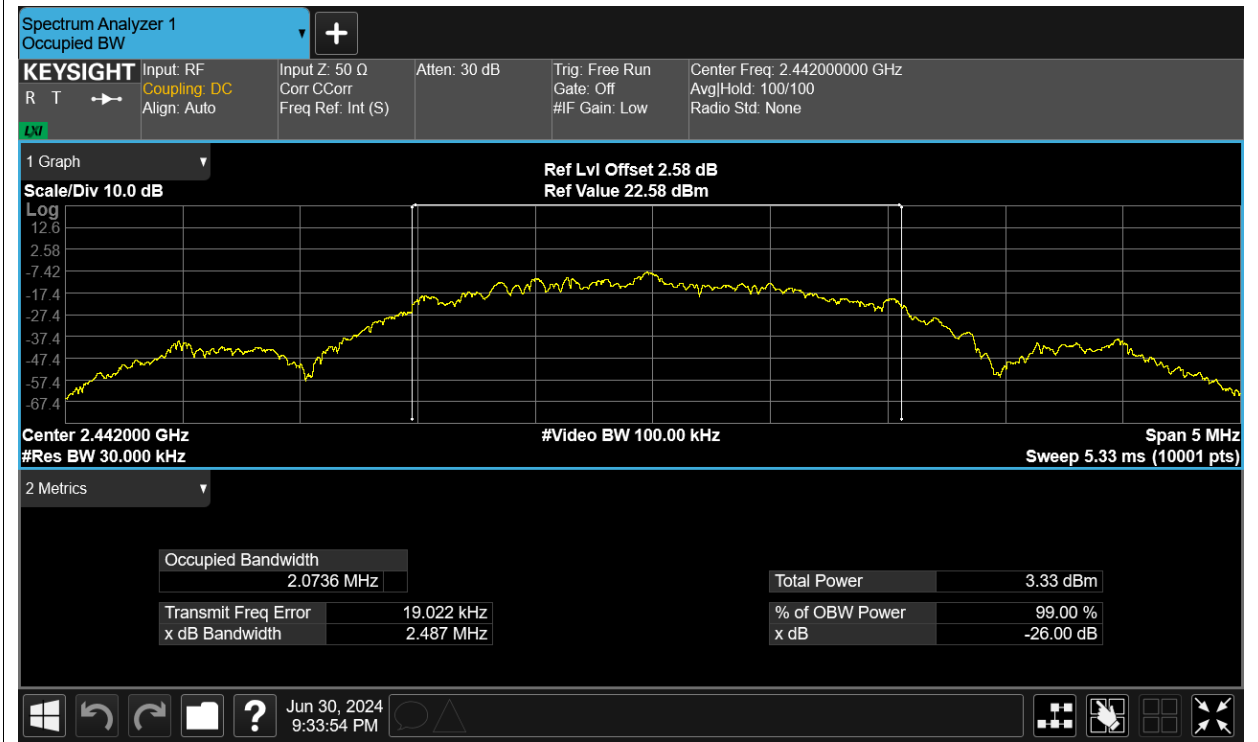 Spectrum Analyzer 1
Occupied BW
KEYSIGHT
R T
LXI
Input: RF
Coupling: DC
Align: Auto
Input Z: 50 Ω
Corr CCorr
Freq Ref: Int (S)
Atten: 30 dB
Trig: Free Run
Gate: Off
#IF Gain: Low
Center Freq: 2.442000000 GHz
Avg|Hold: 100/100
Radio Std: None
1 Graph
Scale/Div 10.0 dB
Ref Lvl Offset 2.58 dB
Ref Value 22.58 dBm
Log
12.6
2.58
-7.42
-17.4
-27.4
-37.4
-47.4
-57.4
-67.4
Center 2.442000 GHz
#Video BW 100.00 kHz
Span 5 MHz
#Res BW 30.000 kHz
Sweep 5.33 ms (10001 pts)
2 Metrics
Occupied Bandwidth
2.0736 MHz
Total Power 3.33 dBm
Transmit Freq Error 19.022 kHz
% of OBW Power 99.00 %
x dB Bandwidth 2.487 MHz
x dB -26.00 dB
?
Jun 30, 2024
9:33:54 PM